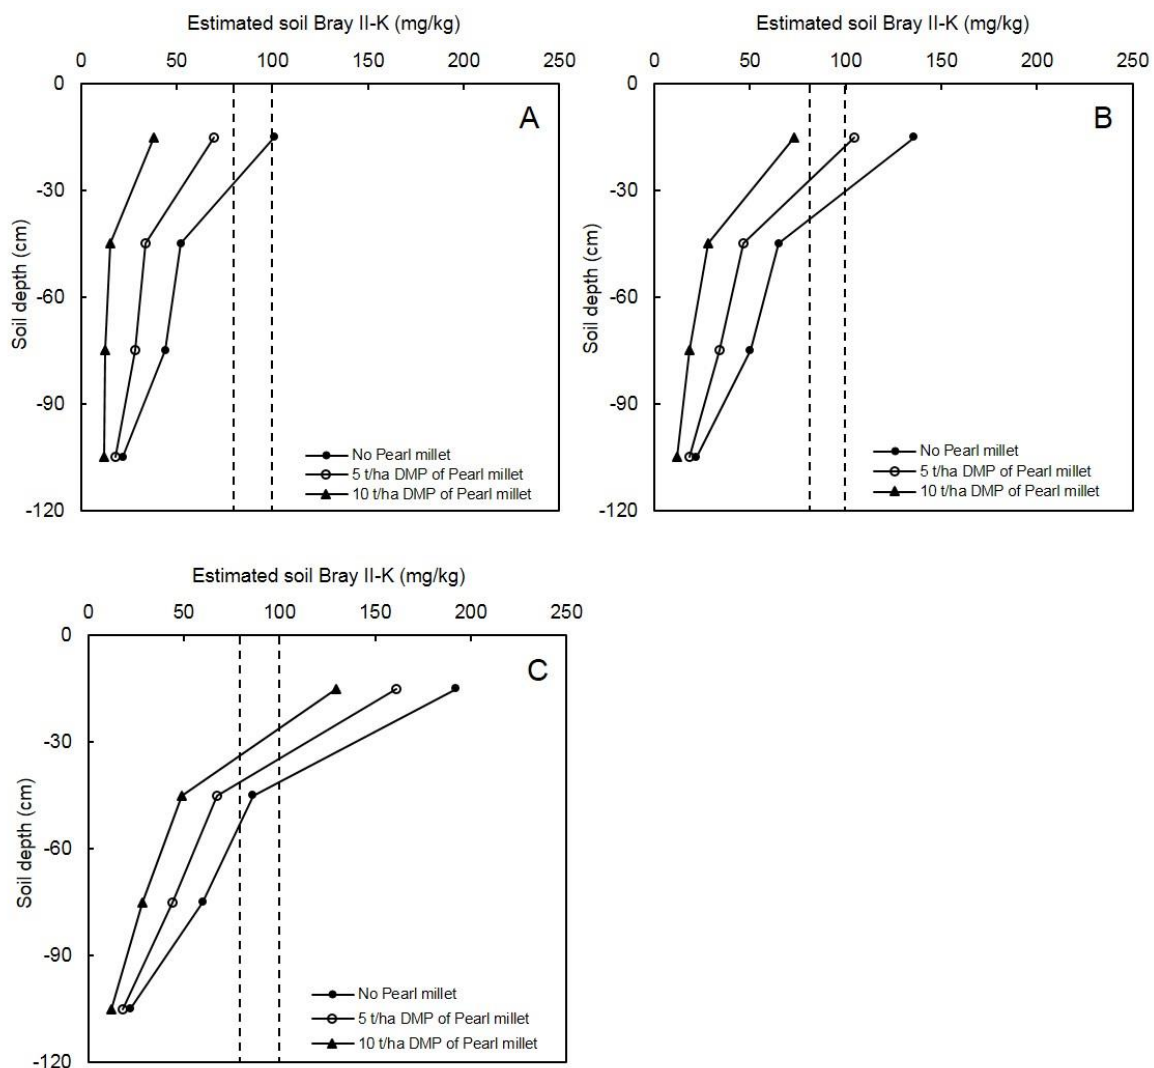 Estimated soil Bray II-K (mg/kg)
0 50 100 150 200 250
0
-30
-60
-90
-120
Soil depth (cm)
A
No Pearl millet
5 t/ha DMP of Pearl millet
10 t/ha DMP of Pearl millet
Estimated soil Bray II-K (mg/kg)
0 50 100 150 200 250
0
-30
-60
-90
-120
Soil depth (cm)
B
No Pearl millet
5 t/ha DMP of Pearl millet
10 t/ha DMP of Pearl millet
Estimated soil Bray II-K (mg/kg)
0 50 100 150 200 250
0
-30
-60
-90
-120
Soil depth (cm)
C
No Pearl millet
5 t/ha DMP of Pearl millet
10 t/ha DMP of Pearl millet